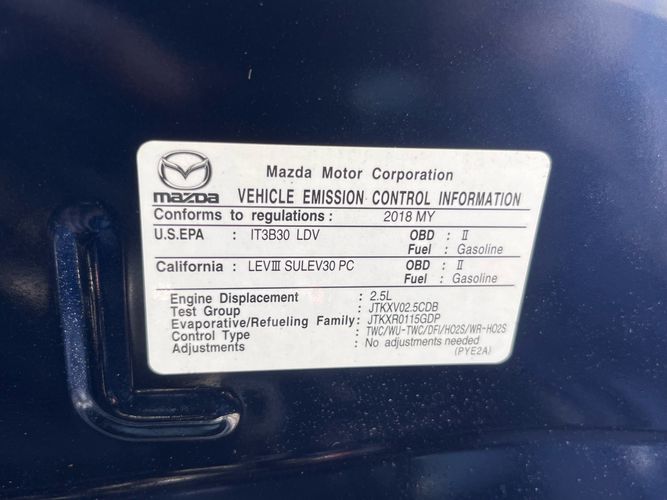 mazda
Mazda Motor Corporation
VEHICLE EMISSION CONTROL INFORMATION
Conforms to regulations : 2018 MY
U.S.EPA : IT3B30 LDV OBD : Ⅱ
Fuel : Gasoline
California : LEVⅢ SULEV30 PC OBD : Ⅱ
Fuel : Gasoline
Engine Displacement : 2.5L
Test Group : JTKXV02.5CDB
Evaporative/Refueling Family : JTKXR0115GDP
Control Type : TWC/WU-TWC/DFI/HO2S/WR-HO2S
Adjustments : No adjustments needed
(PYE2A)